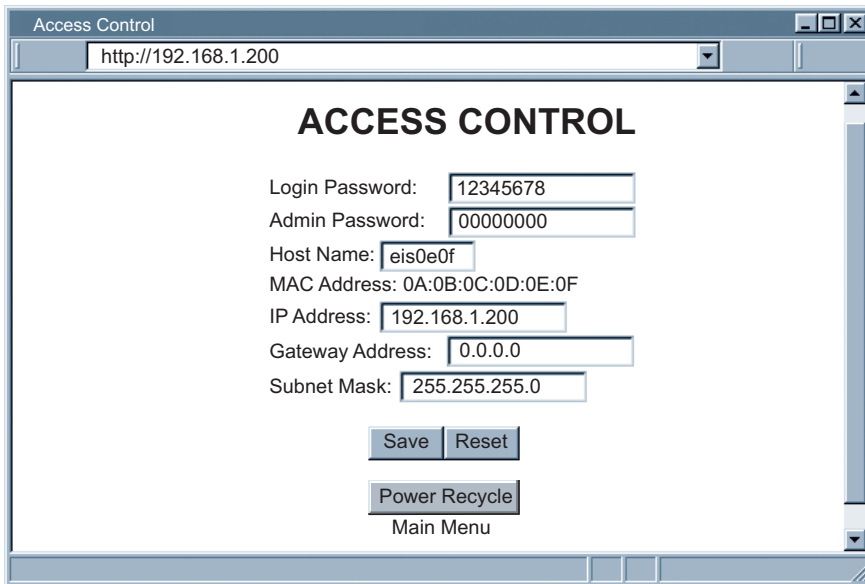 Access Control
http://192.168.1.200
ACCESS CONTROL
Login Password: 12345678
Admin Password: 00000000
Host Name: eis0e0f
MAC Address: 0A:0B:0C:0D:0E:0F
IP Address: 192.168.1.200
Gateway Address: 0.0.0.0
Subnet Mask: 255.255.255.0
Save Reset
Power Recycle
Main Menu